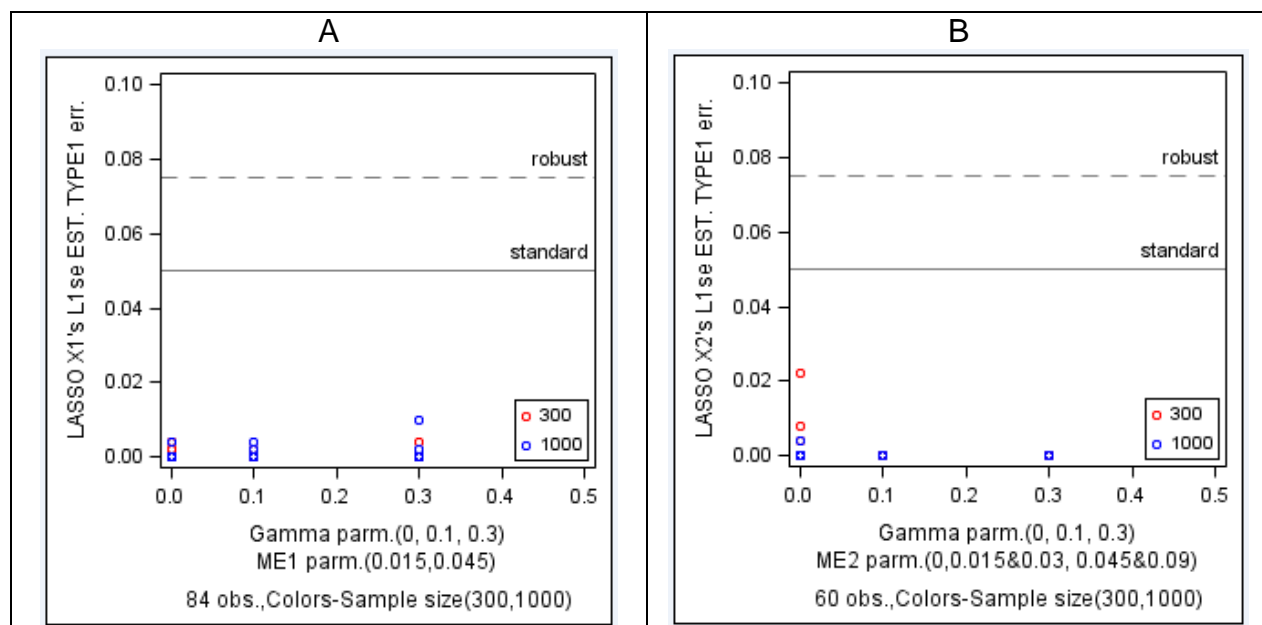 A
LASSO X1's L1se EST. TYPE1 err.
0.10
0.08
0.06
0.04
0.02
0.00
robust
standard
300
1000
0.0 0.1 0.2 0.3 0.4 0.5
Gamma parm.(0, 0.1, 0.3)
ME1 parm.(0.015,0.045)
84 obs.,Colors-Sample size(300,1000)
B
LASSO X2's L1se EST. TYPE1 err.
0.10
0.08
0.06
0.04
0.02
0.00
robust
standard
300
1000
0.0 0.1 0.2 0.3 0.4 0.5
Gamma parm.(0, 0.1, 0.3)
ME2 parm.(0,0.015&0.03, 0.045&0.09)
60 obs.,Colors-Sample size(300,1000)